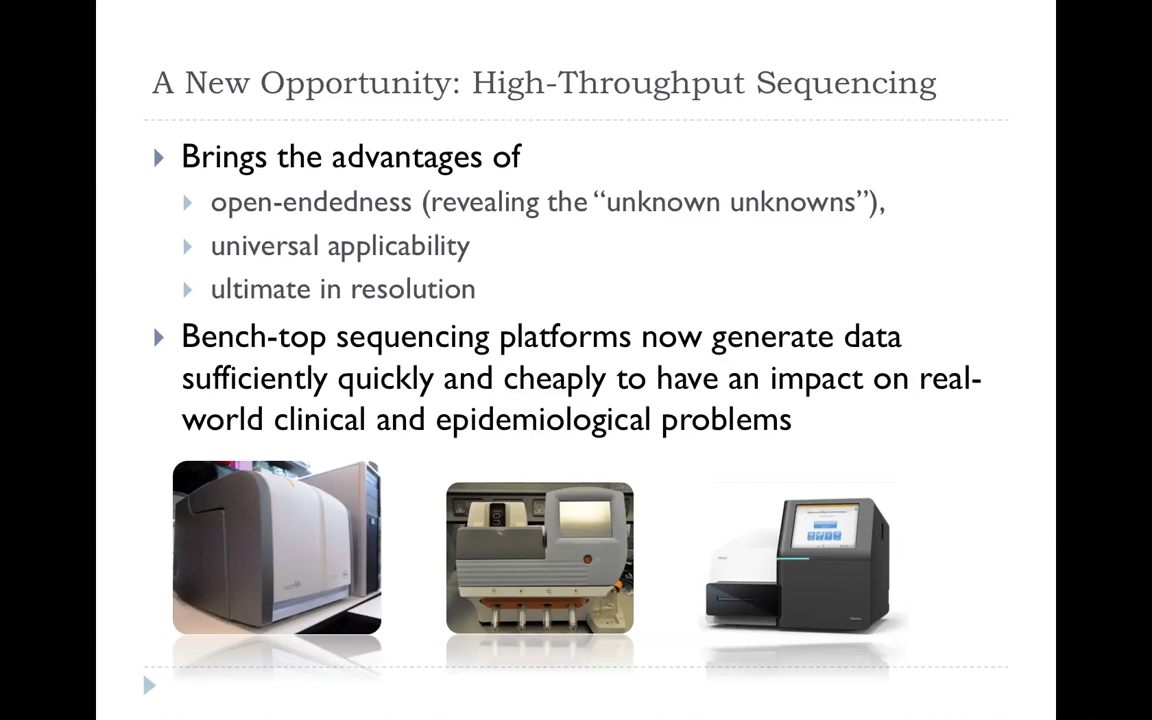 A New Opportunity: High-Throughput Sequencing
Brings the advantages of
open-endedness (revealing the “unknown unknowns”),
universal applicability
ultimate in resolution
Bench-top sequencing platforms now generate data
sufficiently quickly and cheaply to have an impact on real-
world clinical and epidemiological problems
ion